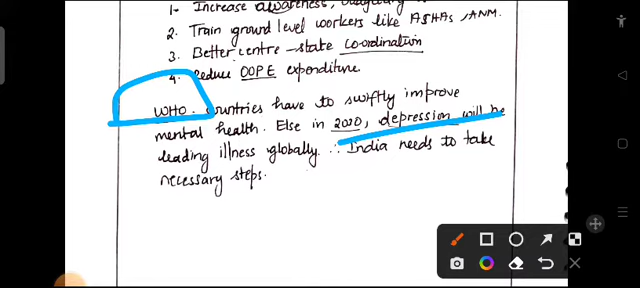 1. Increase awareness,
2. Train ground level workers like ASHAs, ANM.
3. Better centre-state coordination
4. Reduce OOPE expenditure.
WHO - Countries have to swiftly improve
mental health. Else in 2020, depression will be
leading illness globally. ∴ India needs to take
necessary steps.